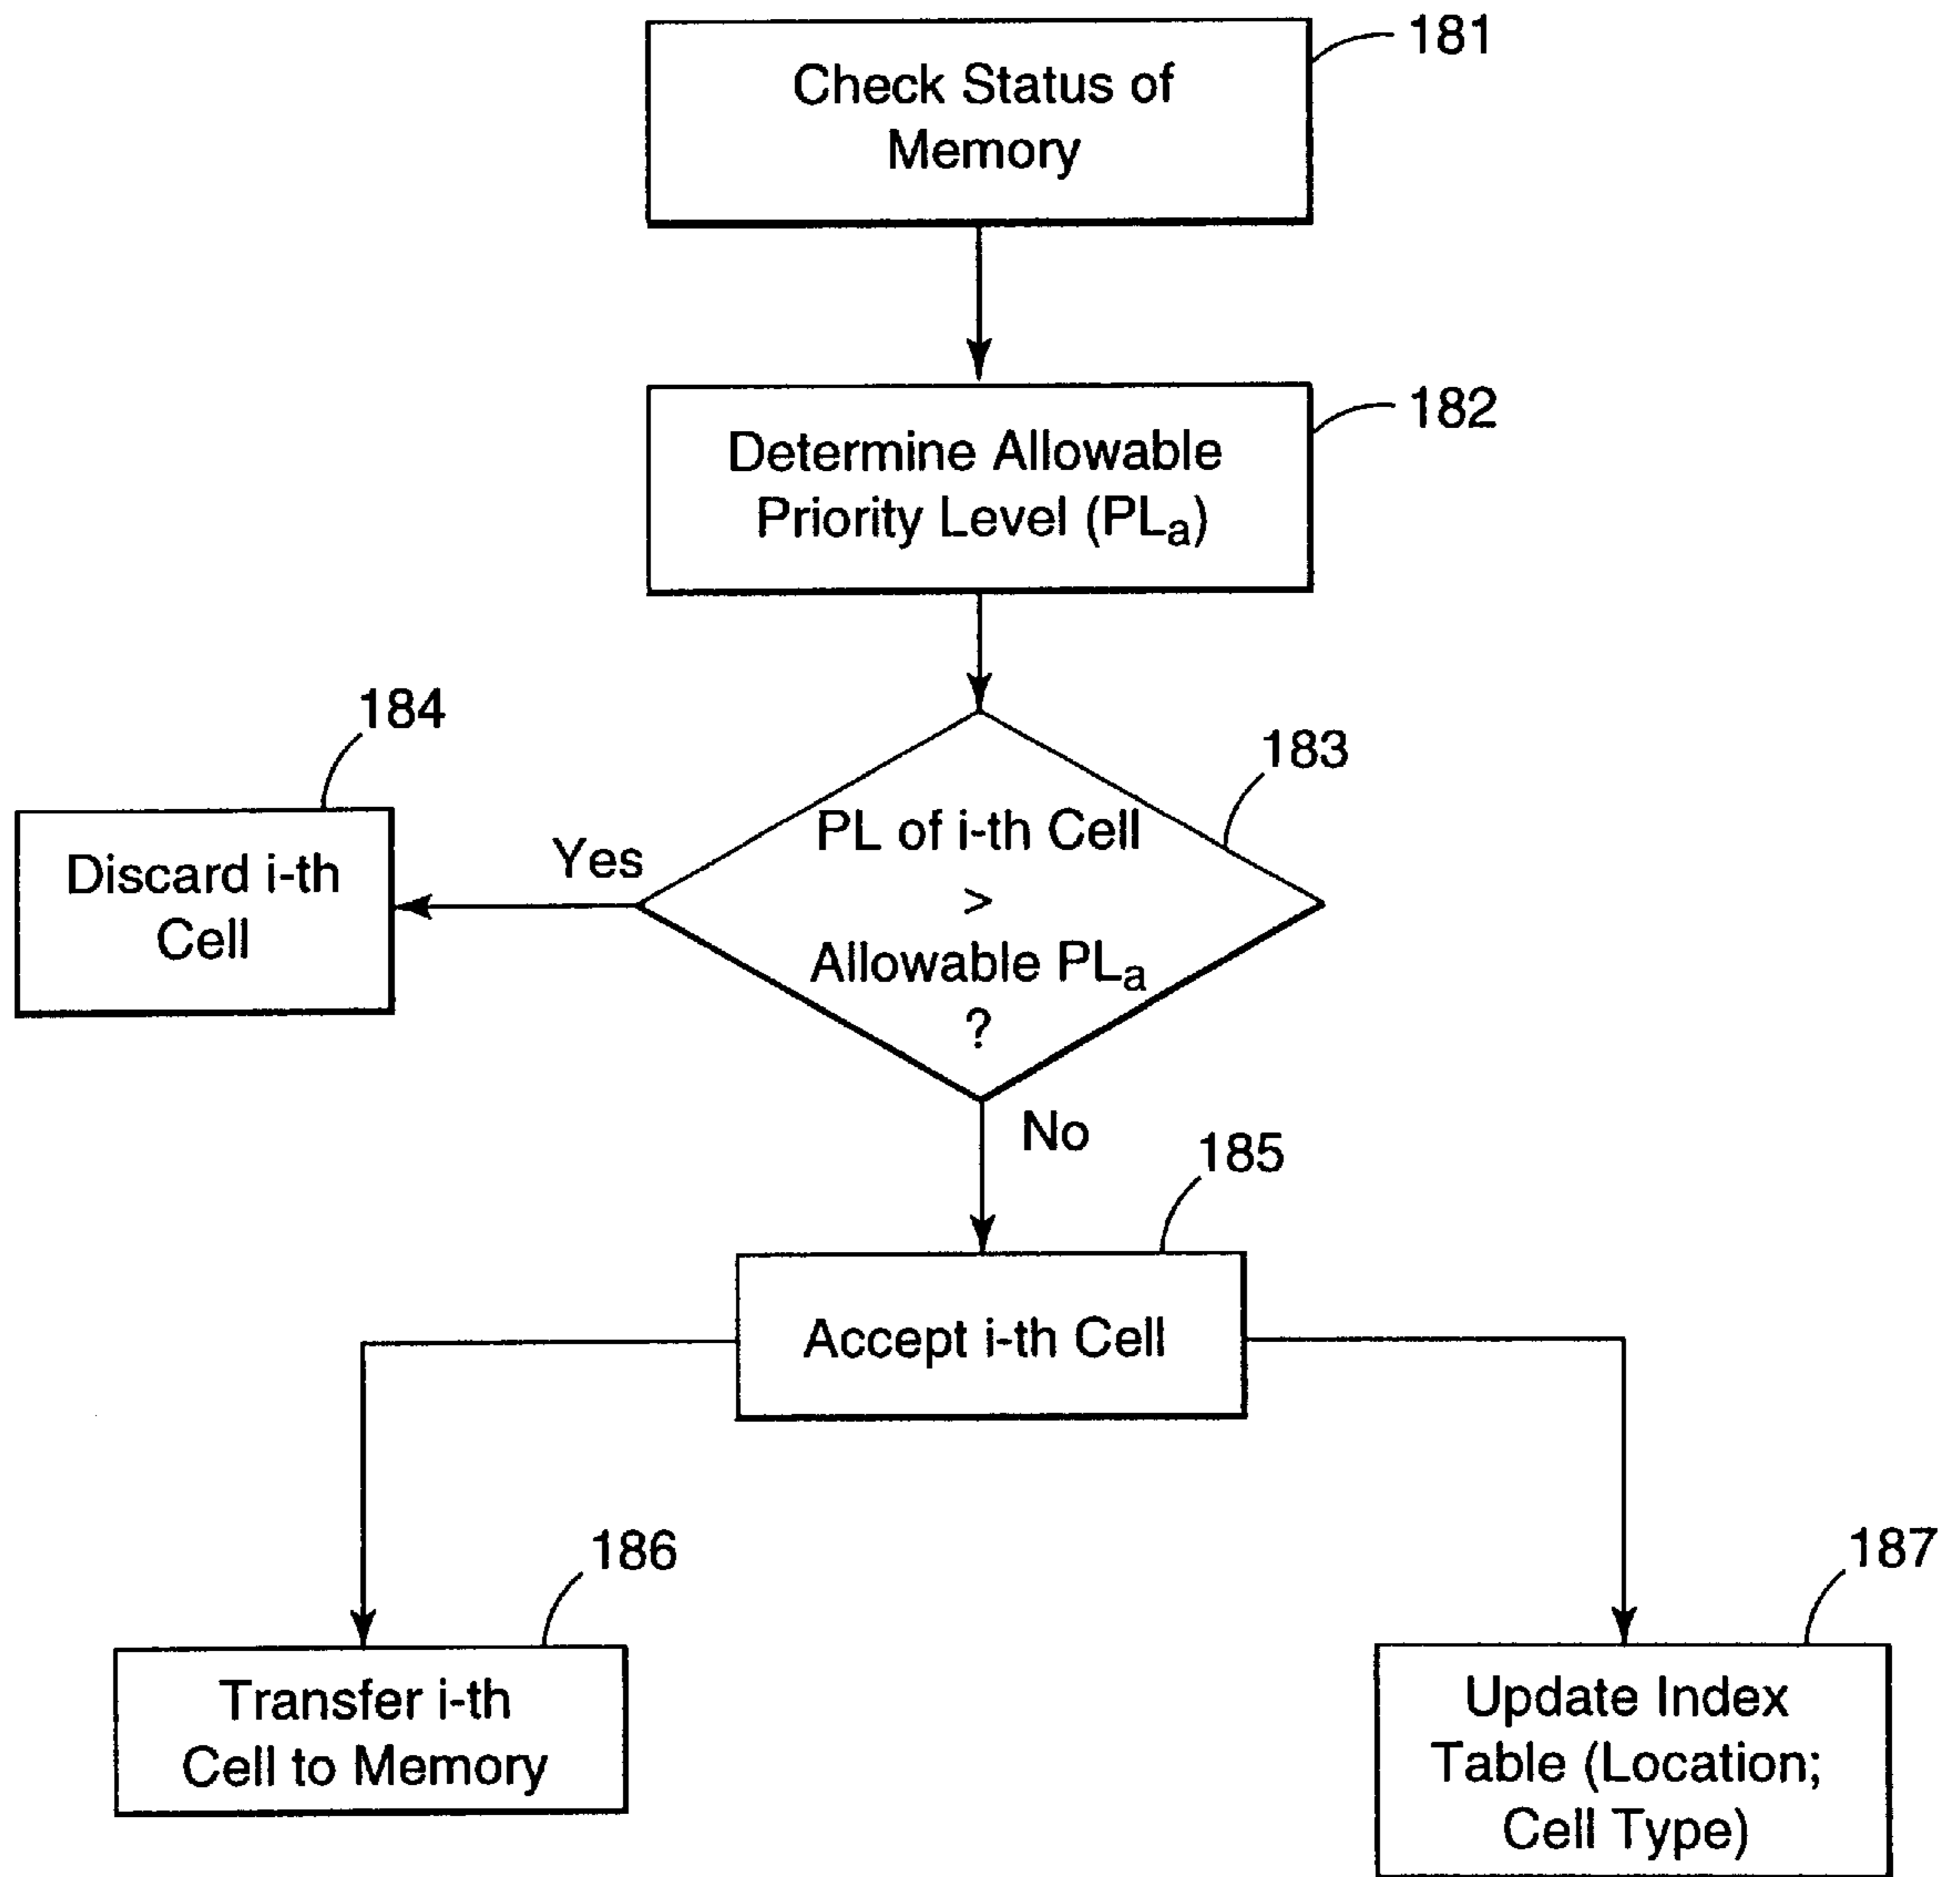 181
Check Status of
Memory
182
Determine Allowable
Priority Level (PLa)
184
183
PL of i-th Cell
>
Allowable PLa
?
Yes
Discard i-th
Cell
No
185
Accept i-th Cell
186
187
Transfer i-th
Cell to Memory
Update Index
Table (Location;
Cell Type)